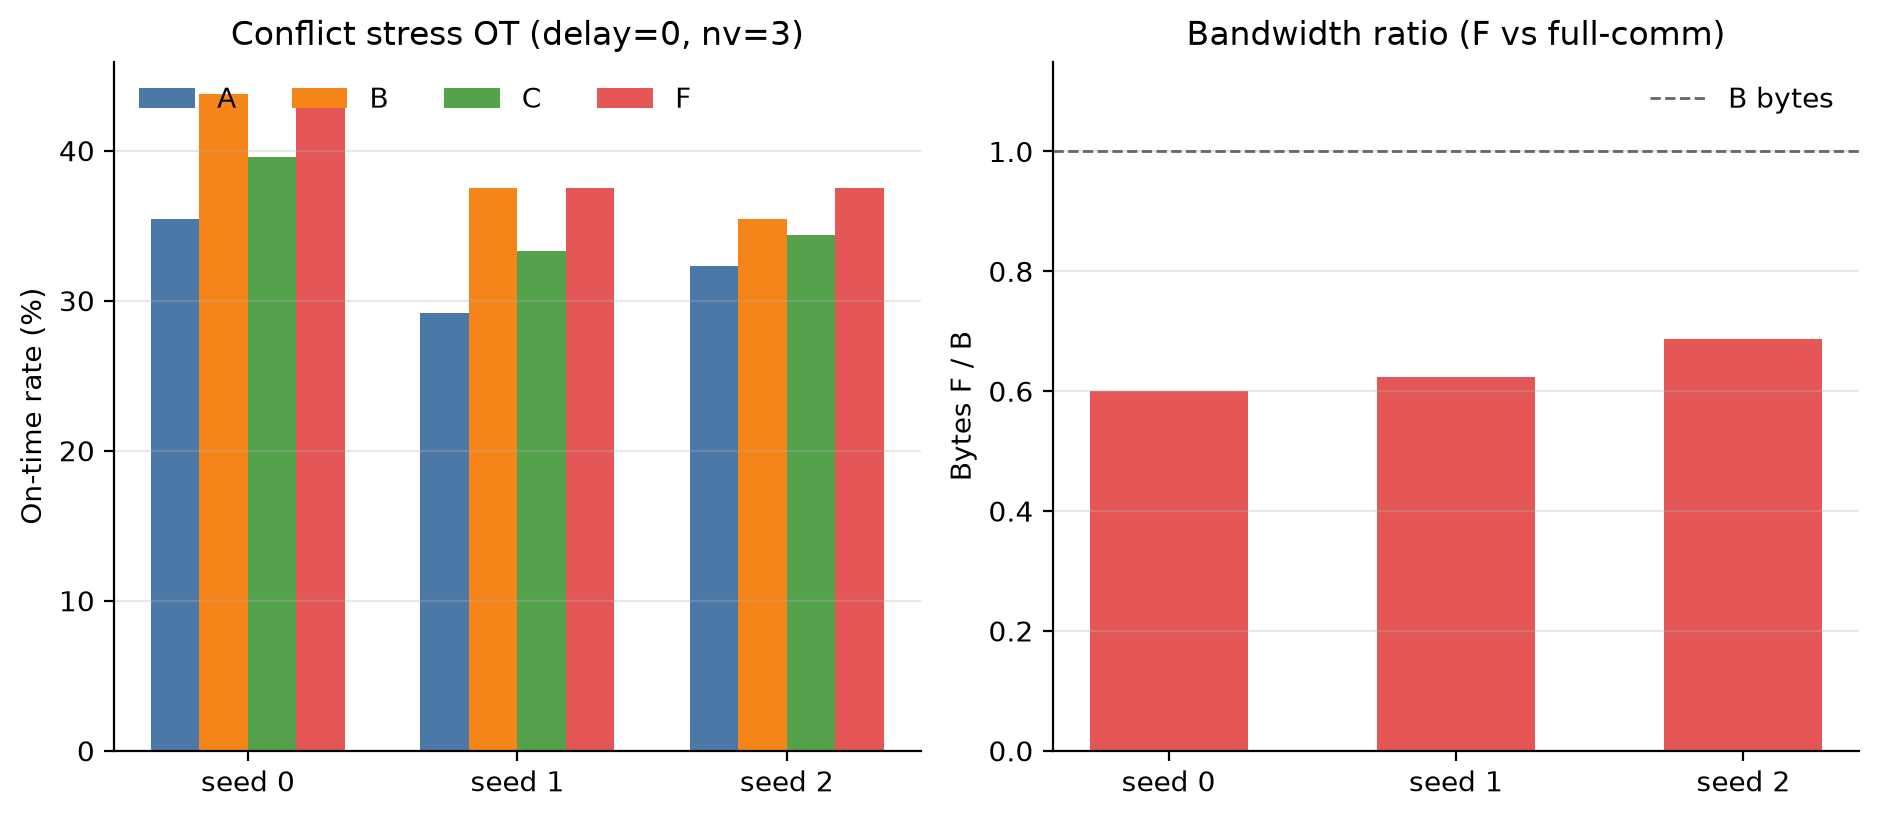 Conflict stress OT (delay=0, nv=3)
A B C F
On-time rate (%)
40
30
20
10
0
seed 0 seed 1 seed 2
Bandwidth ratio (F vs full-comm)
B bytes
Bytes F / B
1.0
0.8
0.6
0.4
0.2
0.0
seed 0 seed 1 seed 2